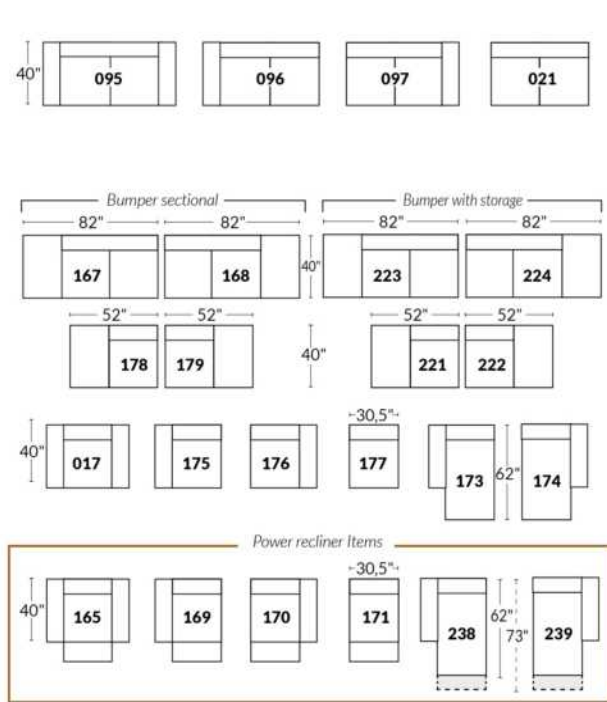 40" 095 096 097 021
Bumper sectional Bumper with storage
82" 82" 82" 82"
167 168 40" 223 224
52" 52" 52" 52"
178 179 40" 221 222
30,5"
40" 017 175 176 177 173 62" 174
Power recliner Items
30,5"
40" 165 169 170 171 238 62" 73" 239